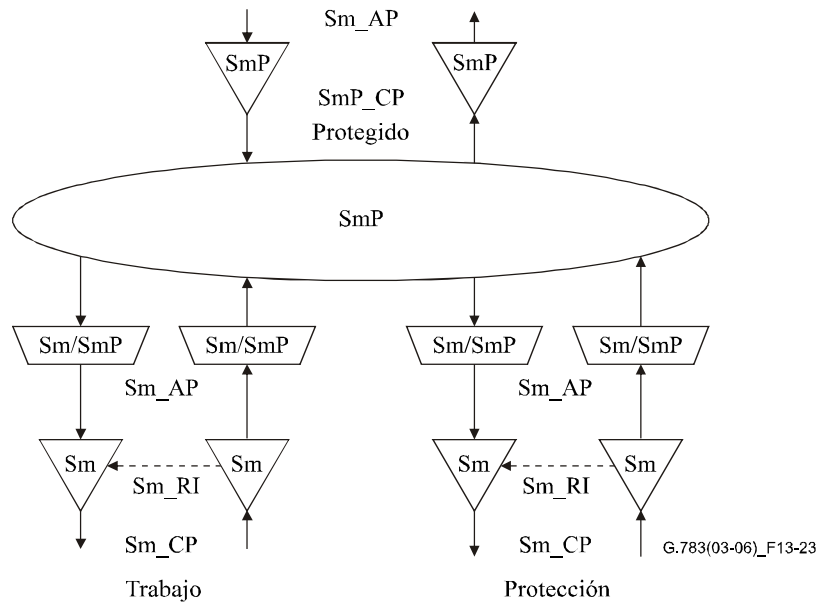 Sm_AP
SmP SmP
SmP_CP
Protegido
SmP
Sm/SmP Sm/SmP Sm/SmP Sm/SmP
Sm_AP Sm_AP
Sm Sm Sm Sm
Sm_RI Sm_RI
Sm_CP Sm_CP G.783(03-06)_F13-23
Trabajo Protección